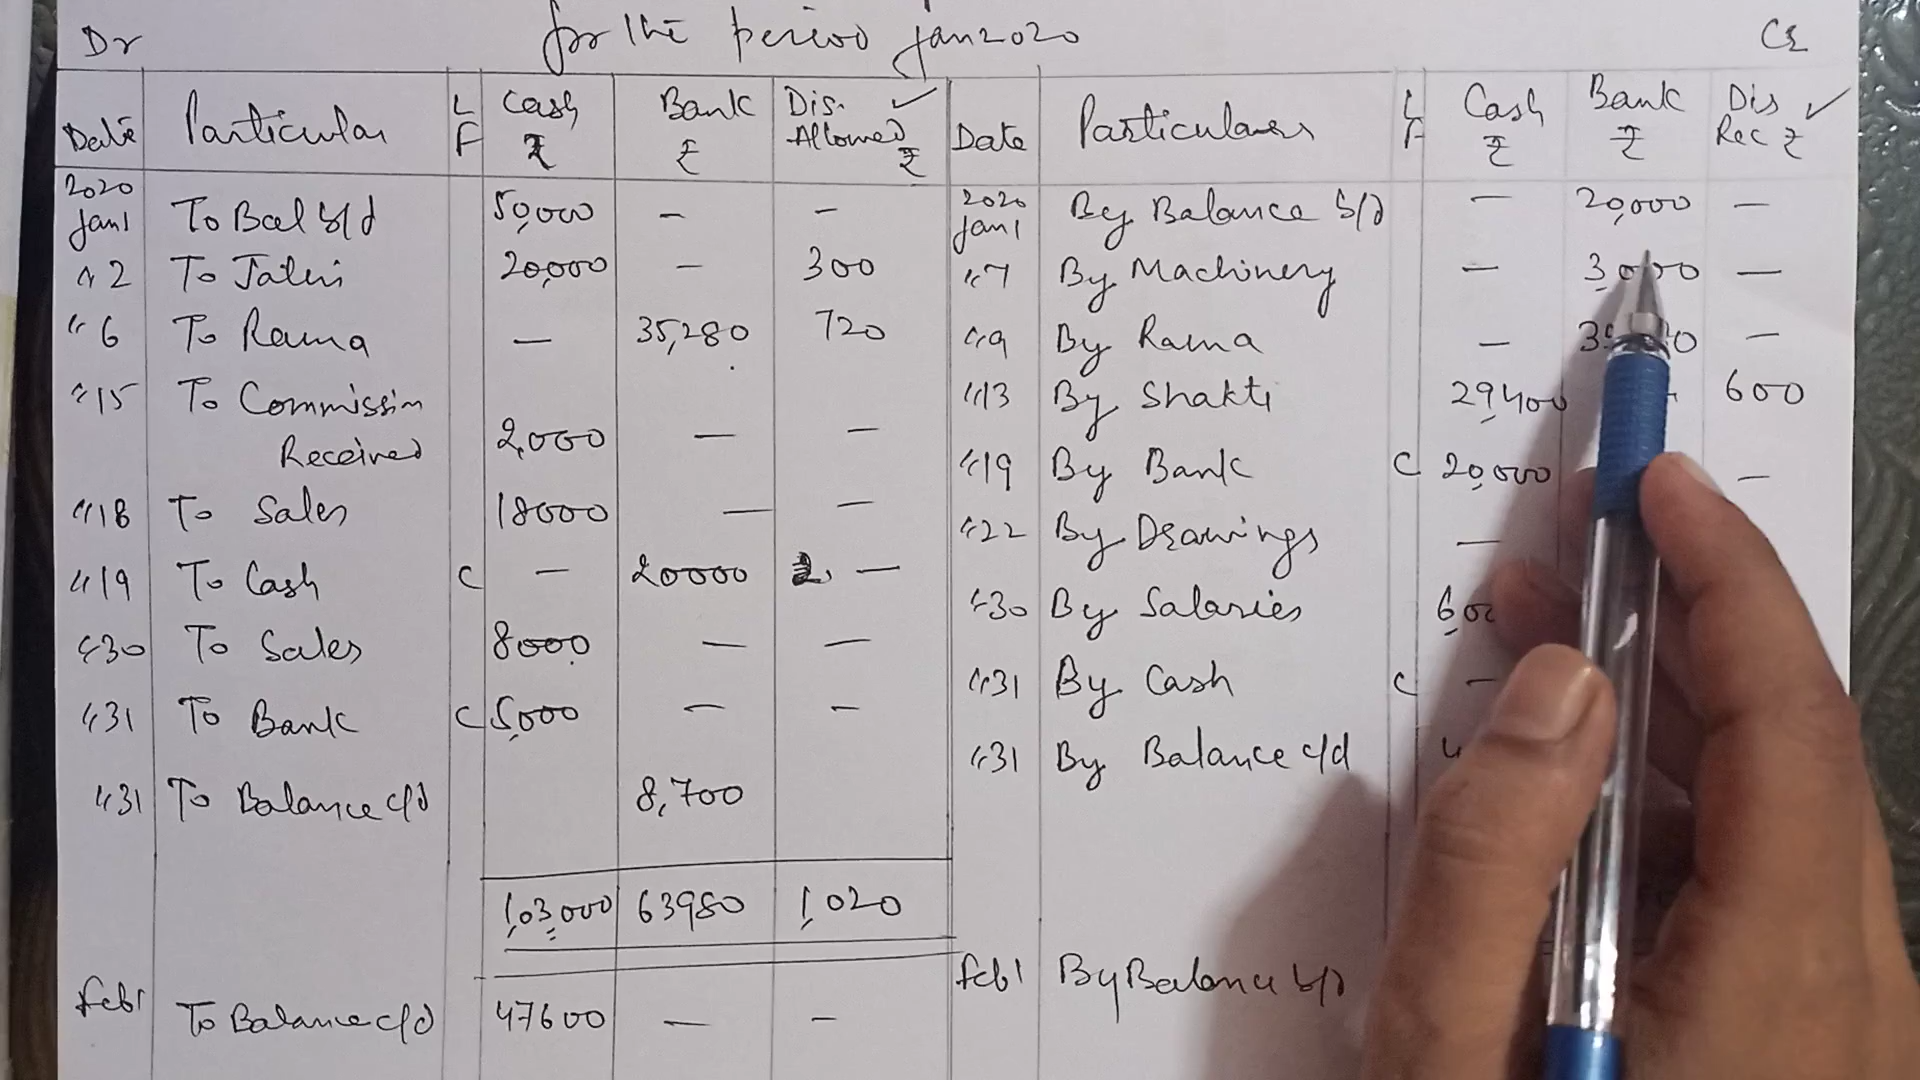 for the period jan 2020
Dr Cr
Date Particular L F Cash ₹ Bank ₹ Dis. Allowed ₹ Date Particulars L F Cash ₹ Bank ₹ Dis Rec ₹
2020 Jan 1 To Bal b/d 50,000 — — 2020 Jan 1 By Balance b/d — 20,000 —
"2 To Jatin 20,000 — 300 "7 By Machinery — 3,000 —
"6 To Rama — 35,280 720 "9 By Rama — —
"15 To Commission "13 By Shakti 29,400 600
Received 2,000 — — "19 By Bank C 20,000 —
"18 To Sales 18000 — — "22 By Drawings —
"19 To Cash C — 20000 — "30 By Salaries
"30 To Sales 8000 — — "31 By Cash C —
"31 To Bank C 5,000 — — "31 By Balance c/d
"31 To Balance c/d 8,700
1,03,000 63980 1,020
Feb 1 To Balance c/d 47600 — — Feb 1 By Balance b/d